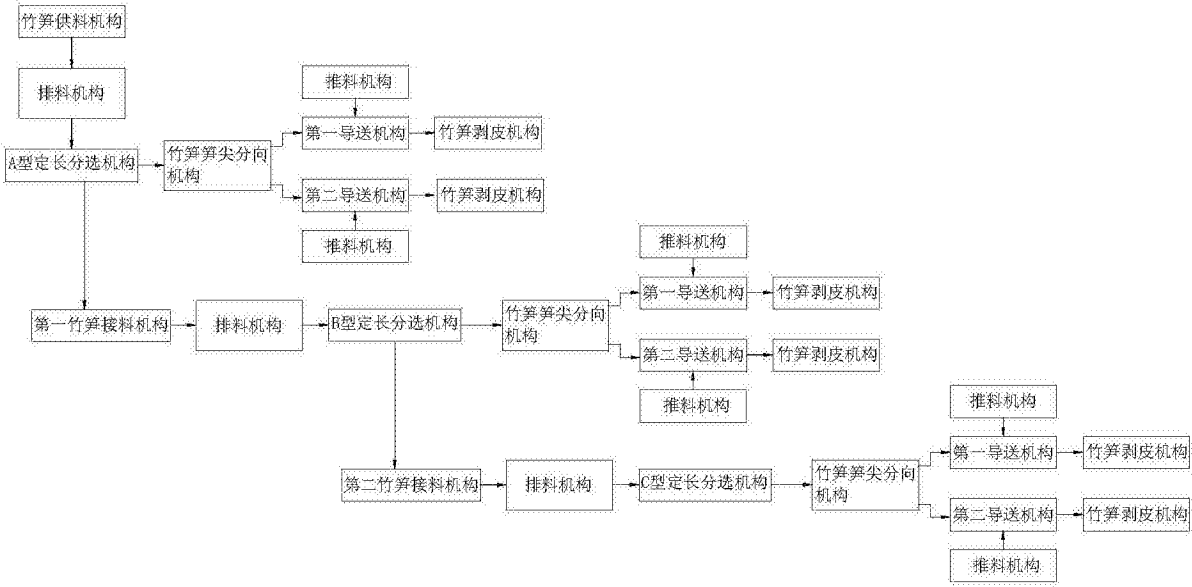 竹笋供料机构
排料机构
A型定长分选机构
竹笋笋尖分向
机构
推料机构
第一导送机构
竹笋剥皮机构
第二导送机构
竹笋剥皮机构
推料机构
第一竹笋接料机构
排料机构
B型定长分选机构
竹笋笋尖分向
机构
推料机构
第一导送机构
竹笋剥皮机构
第二导送机构
竹笋剥皮机构
推料机构
第二竹笋接料机构
排料机构
C型定长分选机构
竹笋笋尖分向
机构
推料机构
第一导送机构
竹笋剥皮机构
第二导送机构
竹笋剥皮机构
推料机构